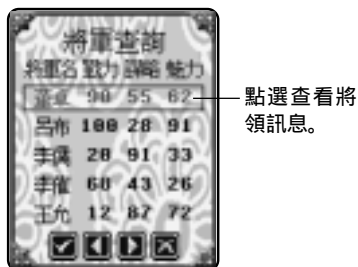 將軍查詢
將軍名 戰力 謀略 魅力
董卓 90 55 62
呂布 100 28 91
李儒 28 91 33
李傕 60 43 26
王允 12 87 72
點選查看將
領訊息。